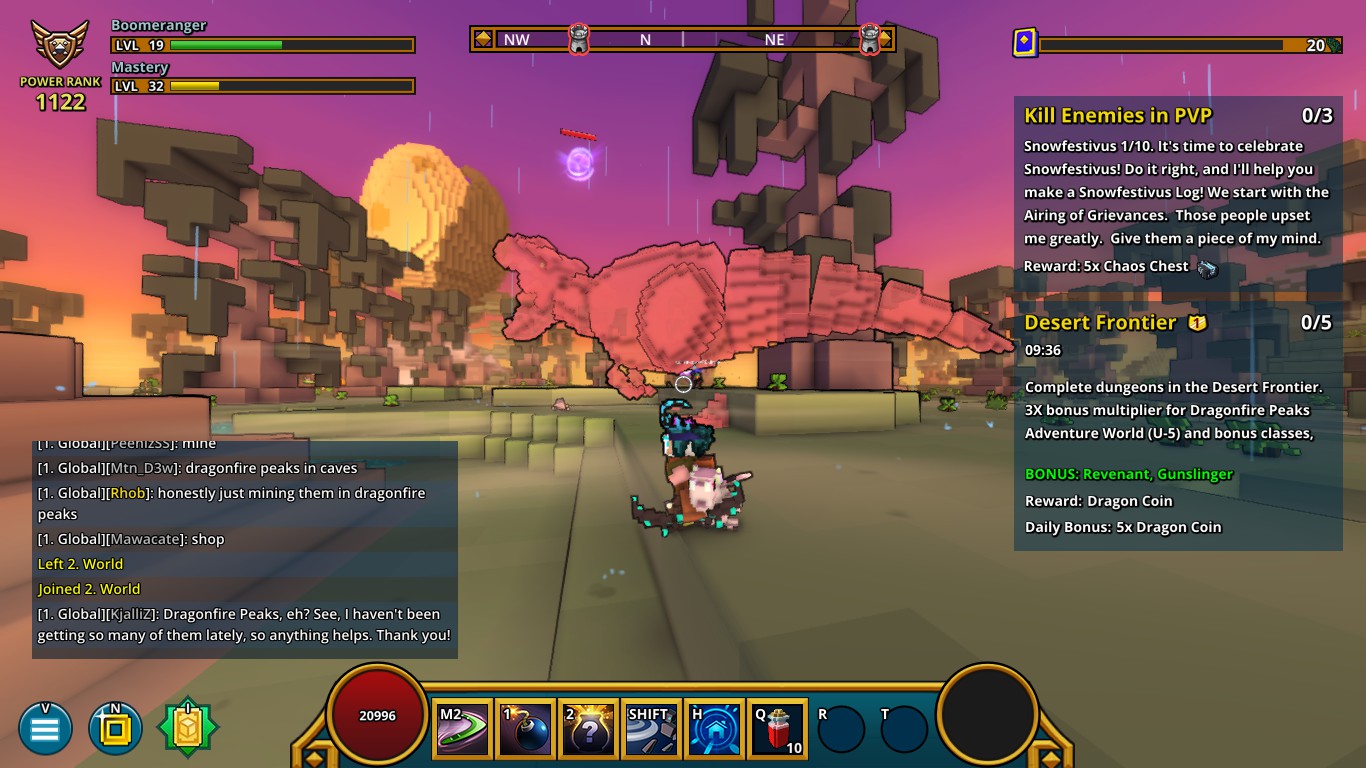 Boomeranger
LVL 19
Mastery
LVL 32
POWER RANK
1122
NW
N
NE
20
Kill Enemies in PVP 0/3
Snowfestivus 1/10. It's time to celebrate
Snowfestivus! Do it right, and I'll help you
make a Snowfestivus Log! We start with the
Airing of Grievances. Those people upset
me greatly. Give them a piece of my mind.
Reward: 5x Chaos Chest
Desert Frontier 1 0/5
09:36
Complete dungeons in the Desert Frontier.
3X bonus multiplier for Dragonfire Peaks
Adventure World (U-5) and bonus classes,
BONUS: Revenant, Gunslinger
Reward: Dragon Coin
Daily Bonus: 5x Dragon Coin
[1. Global][PeenizSS]: mine
[1. Global][Mtn_D3w]: dragonfire peaks in caves
[1. Global][Rhob]: honestly just mining them in dragonfire
peaks
[1. Global][Mawacate]: shop
Left 2. World
Joined 2. World
[1. Global][KjalliZ]: Dragonfire Peaks, eh? See, I haven't been
getting so many of them lately, so anything helps. Thank you!
V
N
I
20996
M2
1
2
?
SHIFT
H
Q
10
R
T